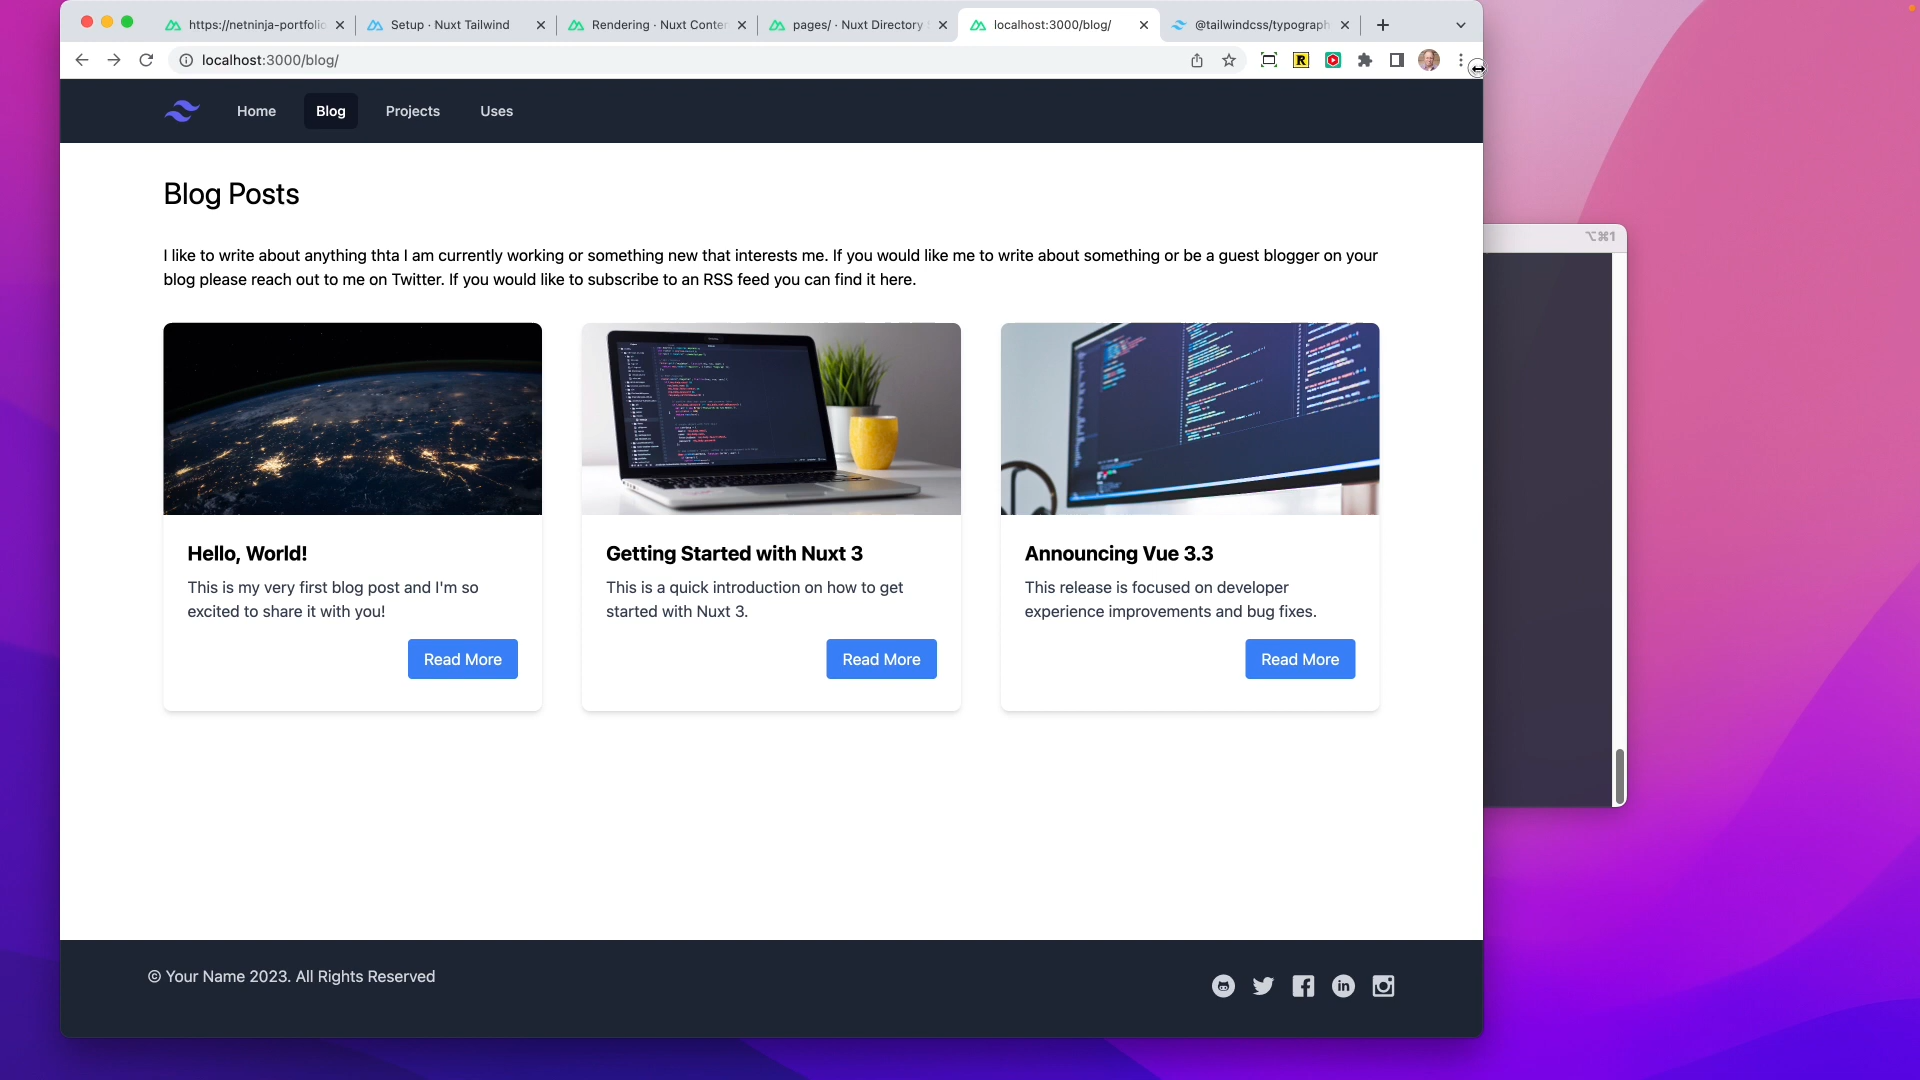 https://netninja-portfolio
Setup · Nuxt Tailwind
Rendering · Nuxt Conten
pages/ · Nuxt Directory
localhost:3000/blog/
@tailwindcss/typograph
localhost:3000/blog/
R
Home
Blog
Projects
Uses
⌥⌘1
Blog Posts
I like to write about anything thta I am currently working or something new that interests me. If you would like me to write about something or be a guest blogger on your
blog please reach out to me on Twitter. If you would like to subscribe to an RSS feed you can find it here.
Hello, World!
This is my very first blog post and I'm so
excited to share it with you!
Read More
Getting Started with Nuxt 3
This is a quick introduction on how to get
started with Nuxt 3.
Read More
Announcing Vue 3.3
This release is focused on developer
experience improvements and bug fixes.
Read More
© Your Name 2023. All Rights Reserved
in